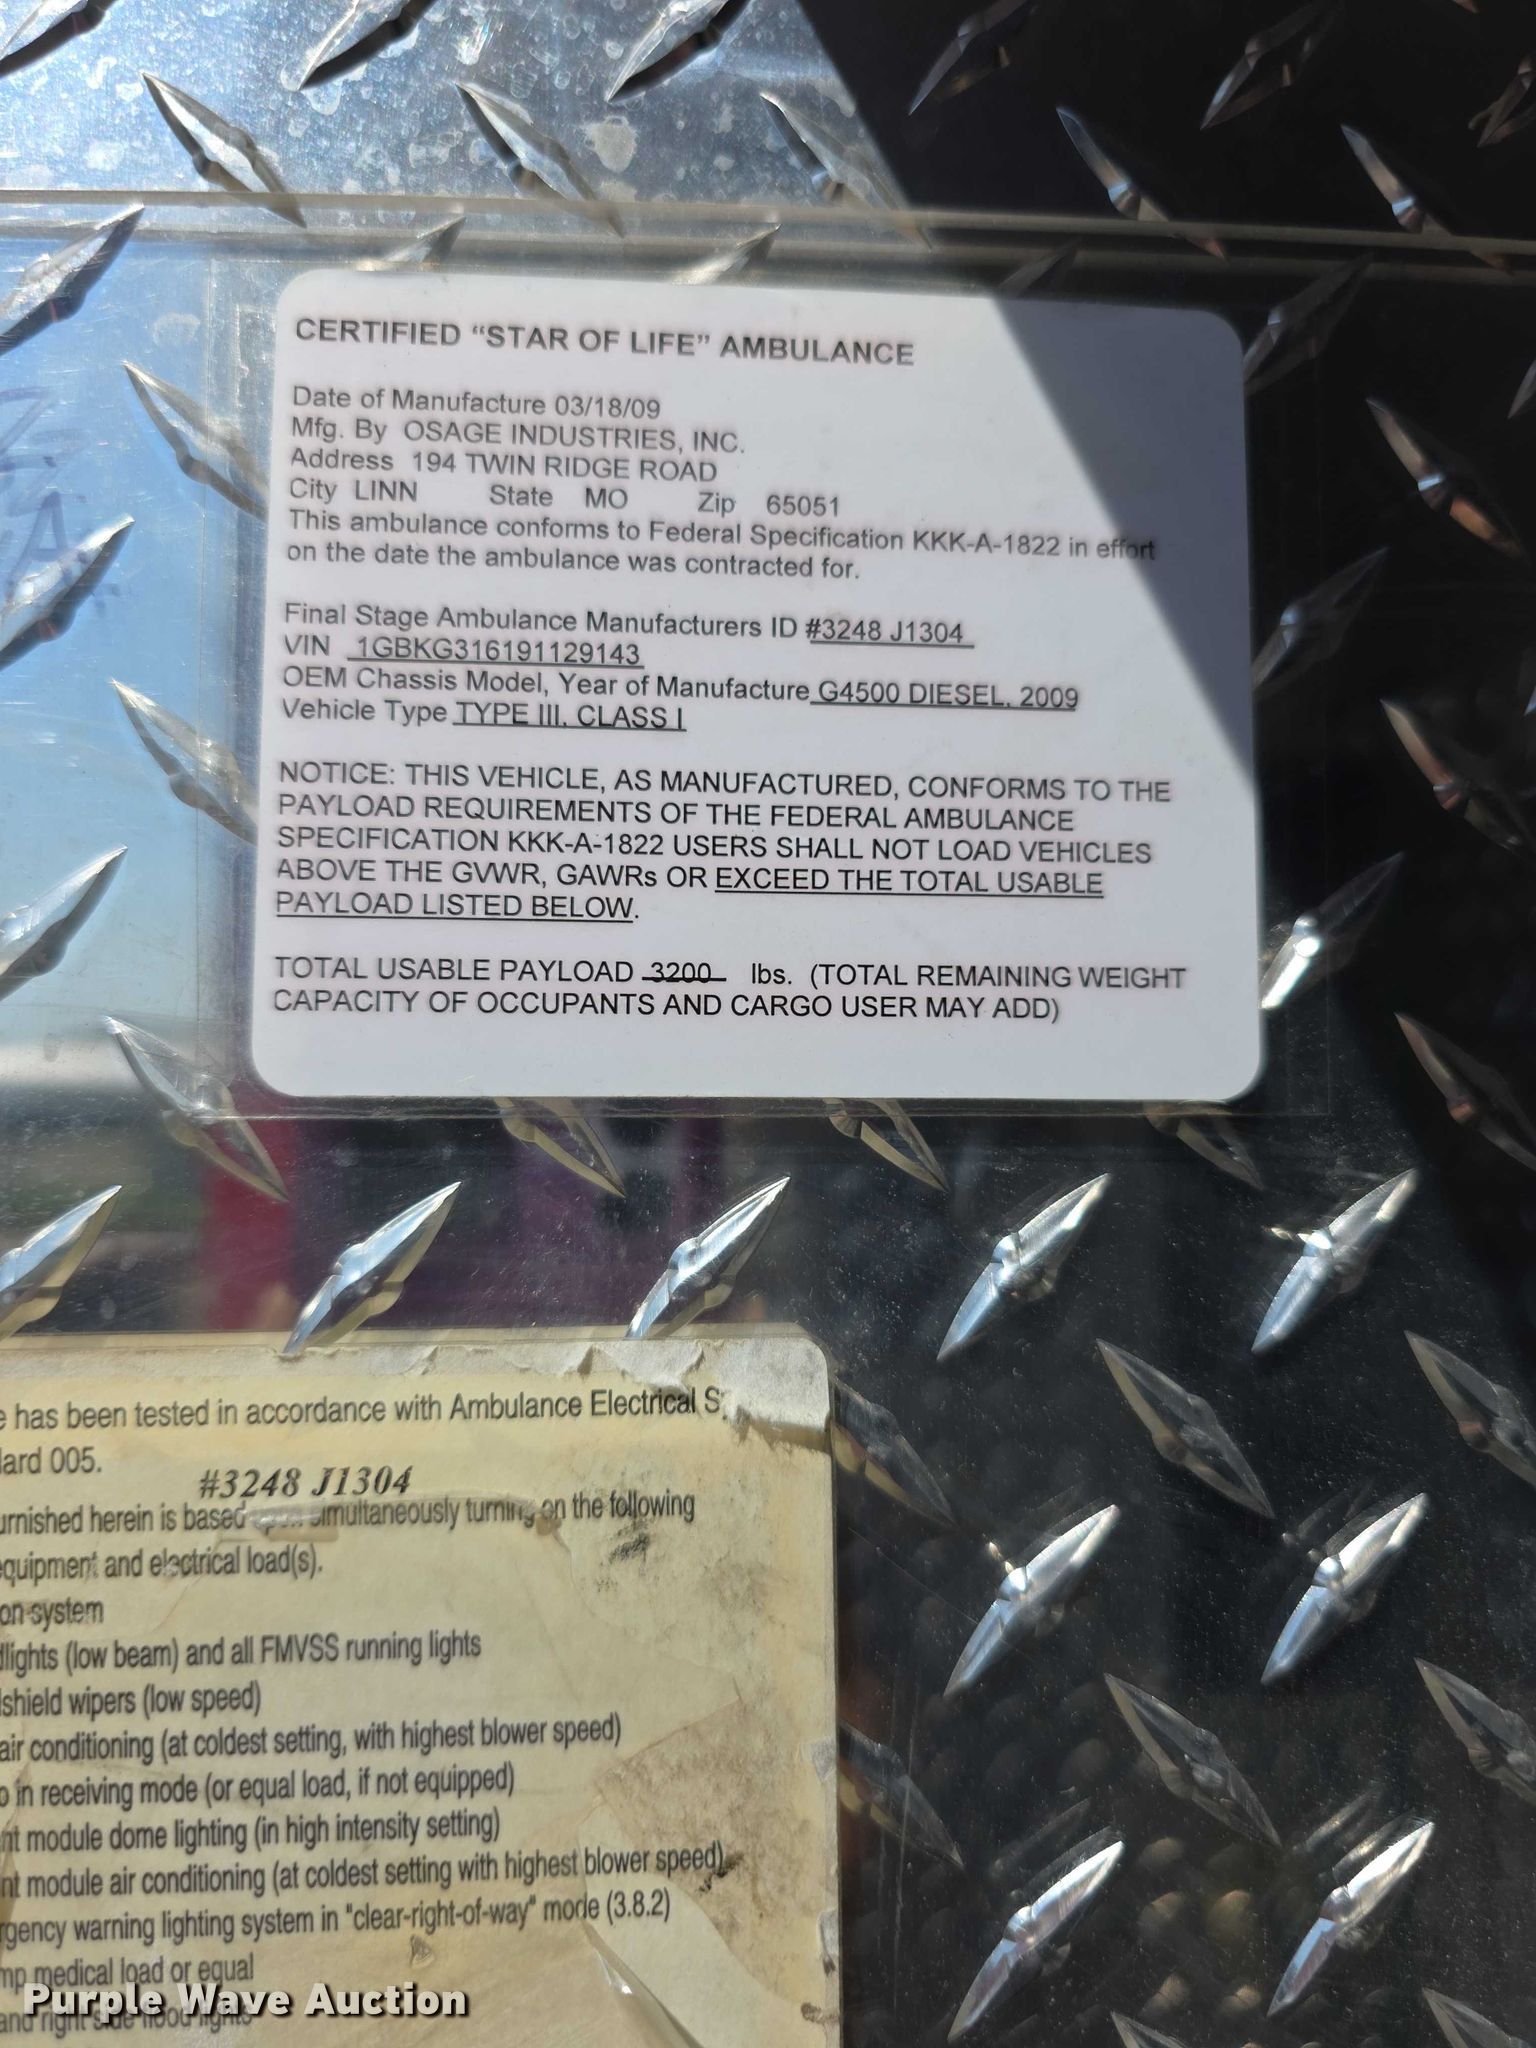 CERTIFIED “STAR OF LIFE” AMBULANCE
Date of Manufacture 03/18/09
Mfg. By OSAGE INDUSTRIES, INC.
Address 194 TWIN RIDGE ROAD
City LINN State MO Zip 65051
This ambulance conforms to Federal Specification KKK-A-1822 in effort
on the date the ambulance was contracted for.
Final Stage Ambulance Manufacturers ID #3248 J1304
VIN 1GBKG316191129143
OEM Chassis Model, Year of Manufacture G4500 DIESEL, 2009
Vehicle Type TYPE III, CLASS I
NOTICE: THIS VEHICLE, AS MANUFACTURED, CONFORMS TO THE
PAYLOAD REQUIREMENTS OF THE FEDERAL AMBULANCE
SPECIFICATION KKK-A-1822 USERS SHALL NOT LOAD VEHICLES
ABOVE THE GVWR, GAWRs OR EXCEED THE TOTAL USABLE
PAYLOAD LISTED BELOW.
TOTAL USABLE PAYLOAD 3200 lbs. (TOTAL REMAINING WEIGHT
CAPACITY OF OCCUPANTS AND CARGO USER MAY ADD)
e has been tested in accordance with Ambulance Electrical S
dard 005.
#3248 J1304
urnished herein is based upon simultaneously turning on the following
equipment and electrical load(s).
on system
dlights (low beam) and all FMVSS running lights
dshield wipers (low speed)
air conditioning (at coldest setting, with highest blower speed)
o in receiving mode (or equal load, if not equipped)
nt module dome lighting (in high intensity setting)
nt module air conditioning (at coldest setting with highest blower speed)
rgency warning lighting system in "clear-right-of-way" mode (3.8.2)
mp medical load or equal
and right side flood lights
Purple Wave Auction